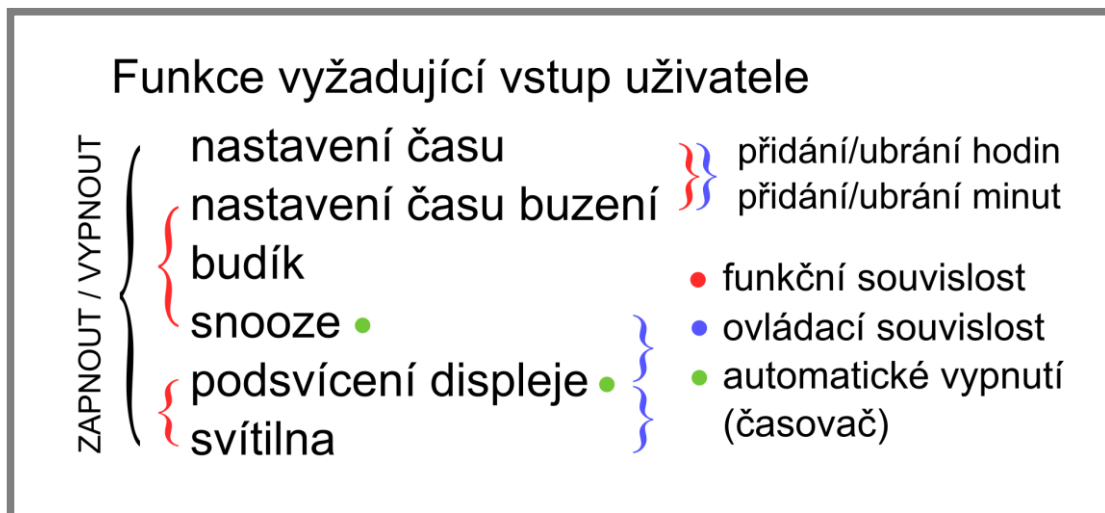 Funkce vyžadující vstup uživatele
ZAPNOUT / VYPNOUT
nastavení času
nastavení času buzení
budík
snooze
podsvícení displeje
svítilna
přidání/ubrání hodin
přidání/ubrání minut
funkční souvislost
ovládací souvislost
automatické vypnutí
(časovač)